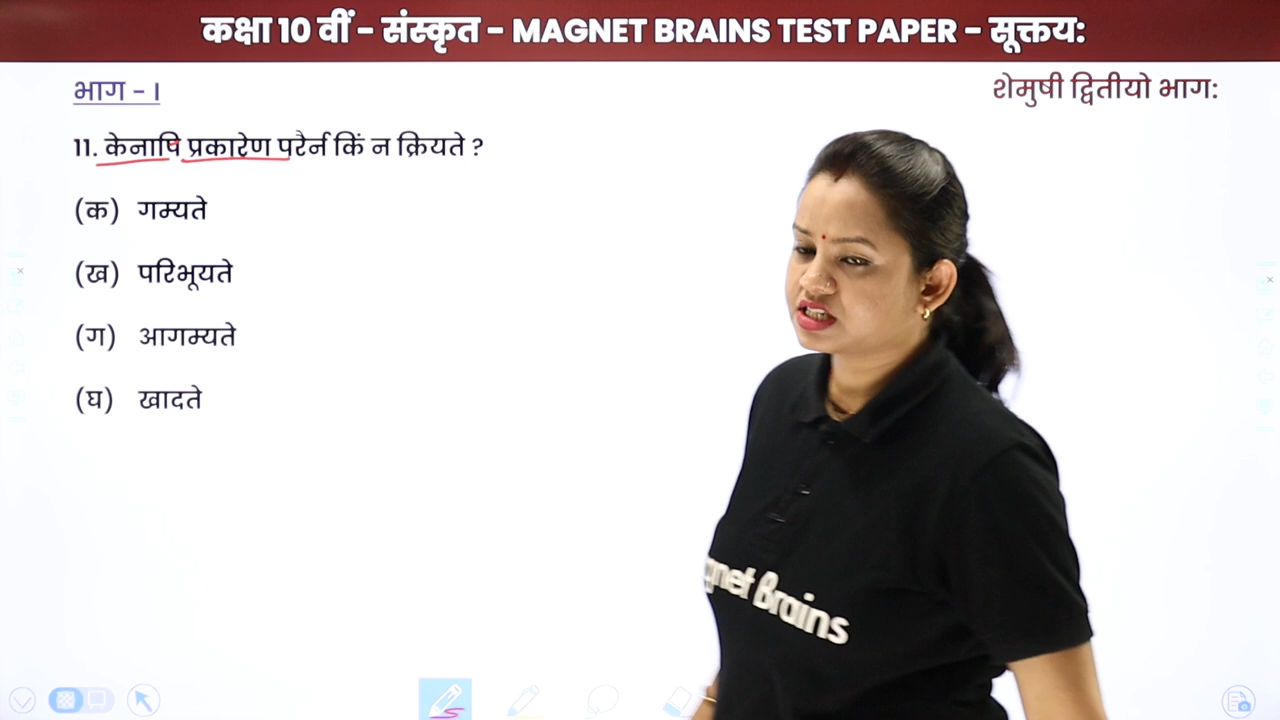 कक्षा 10 वीं - संस्कृत - MAGNET BRAINS TEST PAPER - सूक्तय:
भाग - I
शेमुषी द्वितीयो भाग:
11. केनापि प्रकारेण परैर्न किं न क्रियते ?
(क) गम्यते
(ख) परिभूयते
(ग) आगम्यते
(घ) खादते
gnet Brains